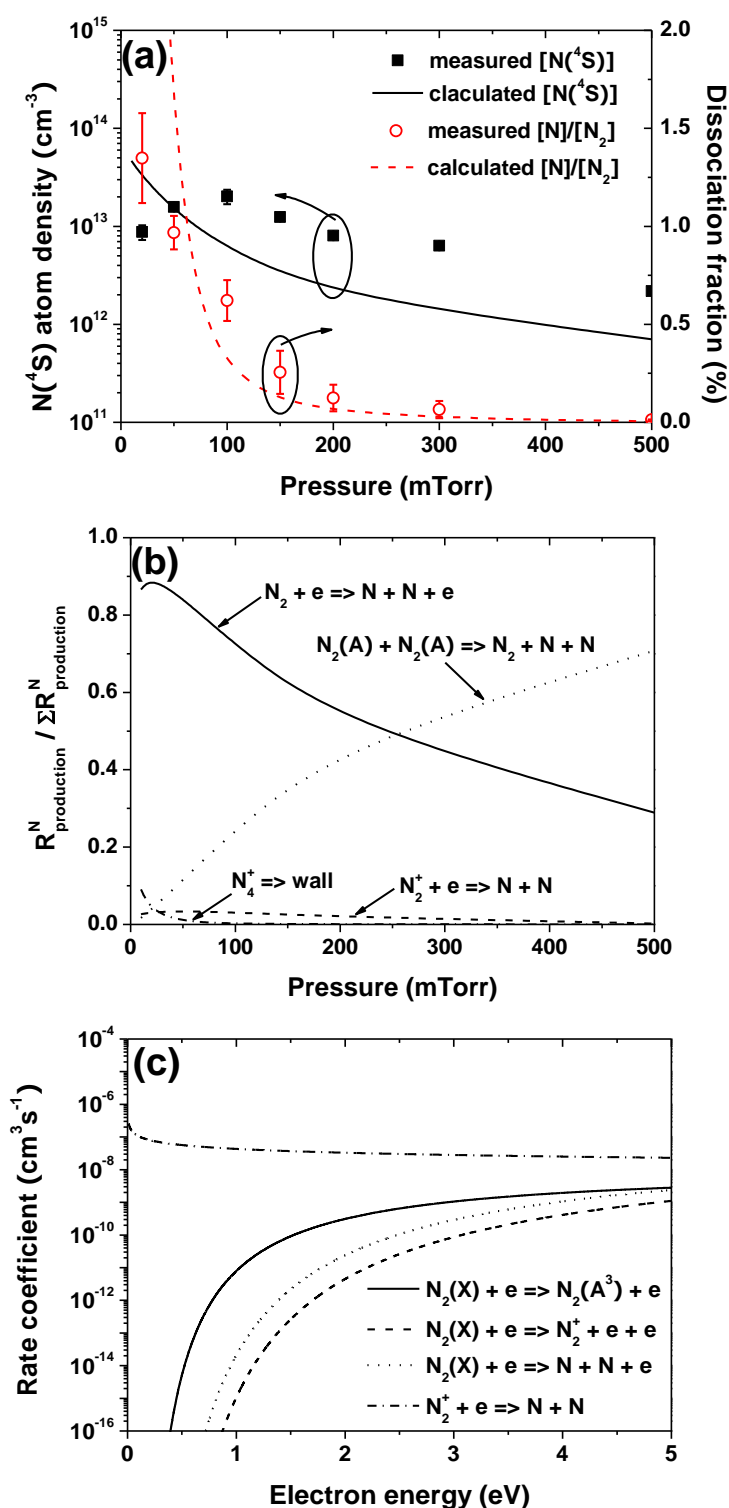 (a)
measured [N(⁴S)]
claculated [N(⁴S)]
measured [N]/[N₂]
calculated [N]/[N₂]
N(⁴S) atom density (cm⁻³)
10¹⁵
10¹⁴
10¹³
10¹²
10¹¹
Dissociation fraction (%)
2.0
1.5
1.0
0.5
0.0
0 100 200 300 400 500
Pressure (mTorr)
(b)
N₂ + e => N + N + e
N₂(A) + N₂(A) => N₂ + N + N
N₄⁺ => wall
N₂⁺ + e => N + N
Rᴺproduction / ΣRᴺproduction
1.0
0.8
0.6
0.4
0.2
0.0
0 100 200 300 400 500
Pressure (mTorr)
(c)
Rate coefficient (cm³s⁻¹)
10⁻⁴
10⁻⁶
10⁻⁸
10⁻¹⁰
10⁻¹²
10⁻¹⁴
10⁻¹⁶
N₂(X) + e => N₂(A³) + e
N₂(X) + e => N₂⁺ + e + e
N₂(X) + e => N + N + e
N₂⁺ + e => N + N
0 1 2 3 4 5
Electron energy (eV)